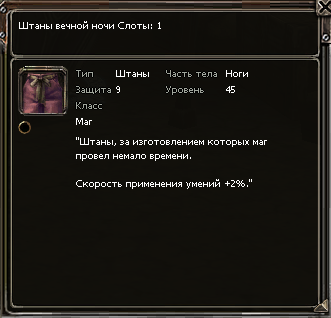 Штаны вечной ночи Слоты: 1
Тип Штаны Часть тела Ноги
Защита 9 Уровень 45
Класс
Маг
"Штаны, за изготовлением которых маг
провел немало времени.
Скорость применения умений +2%."